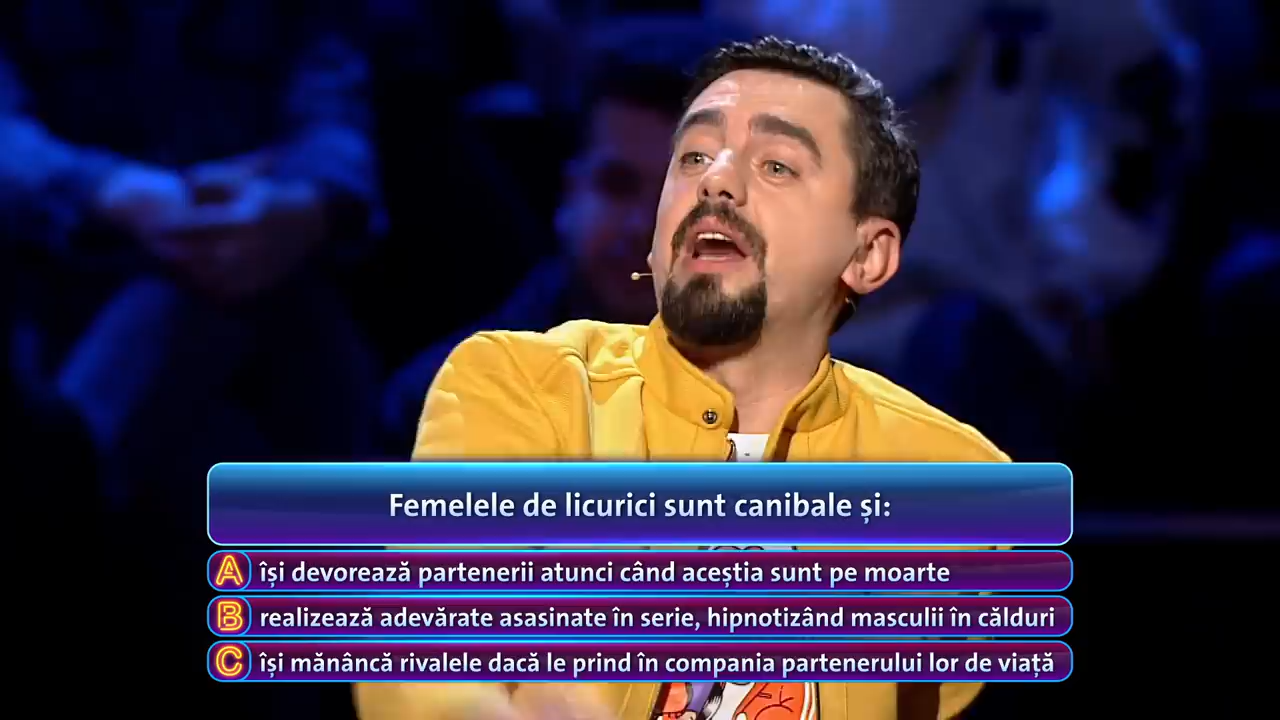 Femelele de licurici sunt canibale și:
A își devorează partenerii atunci când aceștia sunt pe moarte
B realizează adevărate asasinate în serie, hipnotizând masculii în călduri
C își mănâncă rivalele dacă le prind în compania partenerului lor de viață